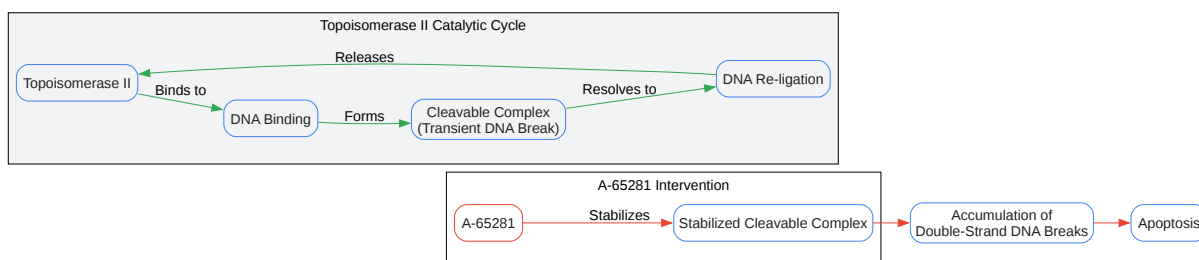 Topoisomerase II Catalytic Cycle
Releases
Topoisomerase II
Binds to
DNA Binding
Forms
Cleavable Complex
(Transient DNA Break)
Resolves to
DNA Re-ligation
A-65281 Intervention
A-65281
Stabilizes
Stabilized Cleavable Complex
Accumulation of
Double-Strand DNA Breaks
Apoptosis